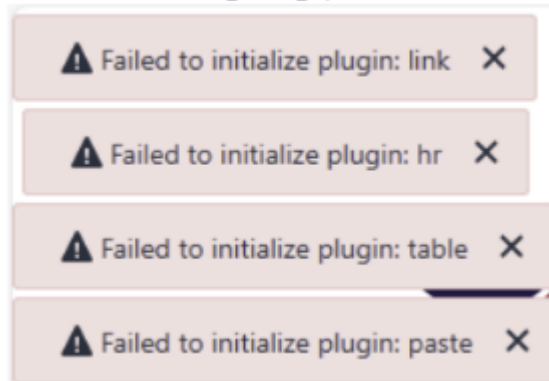 Failed to initialize plugin: link
Failed to initialize plugin: hr
Failed to initialize plugin: table
Failed to initialize plugin: paste